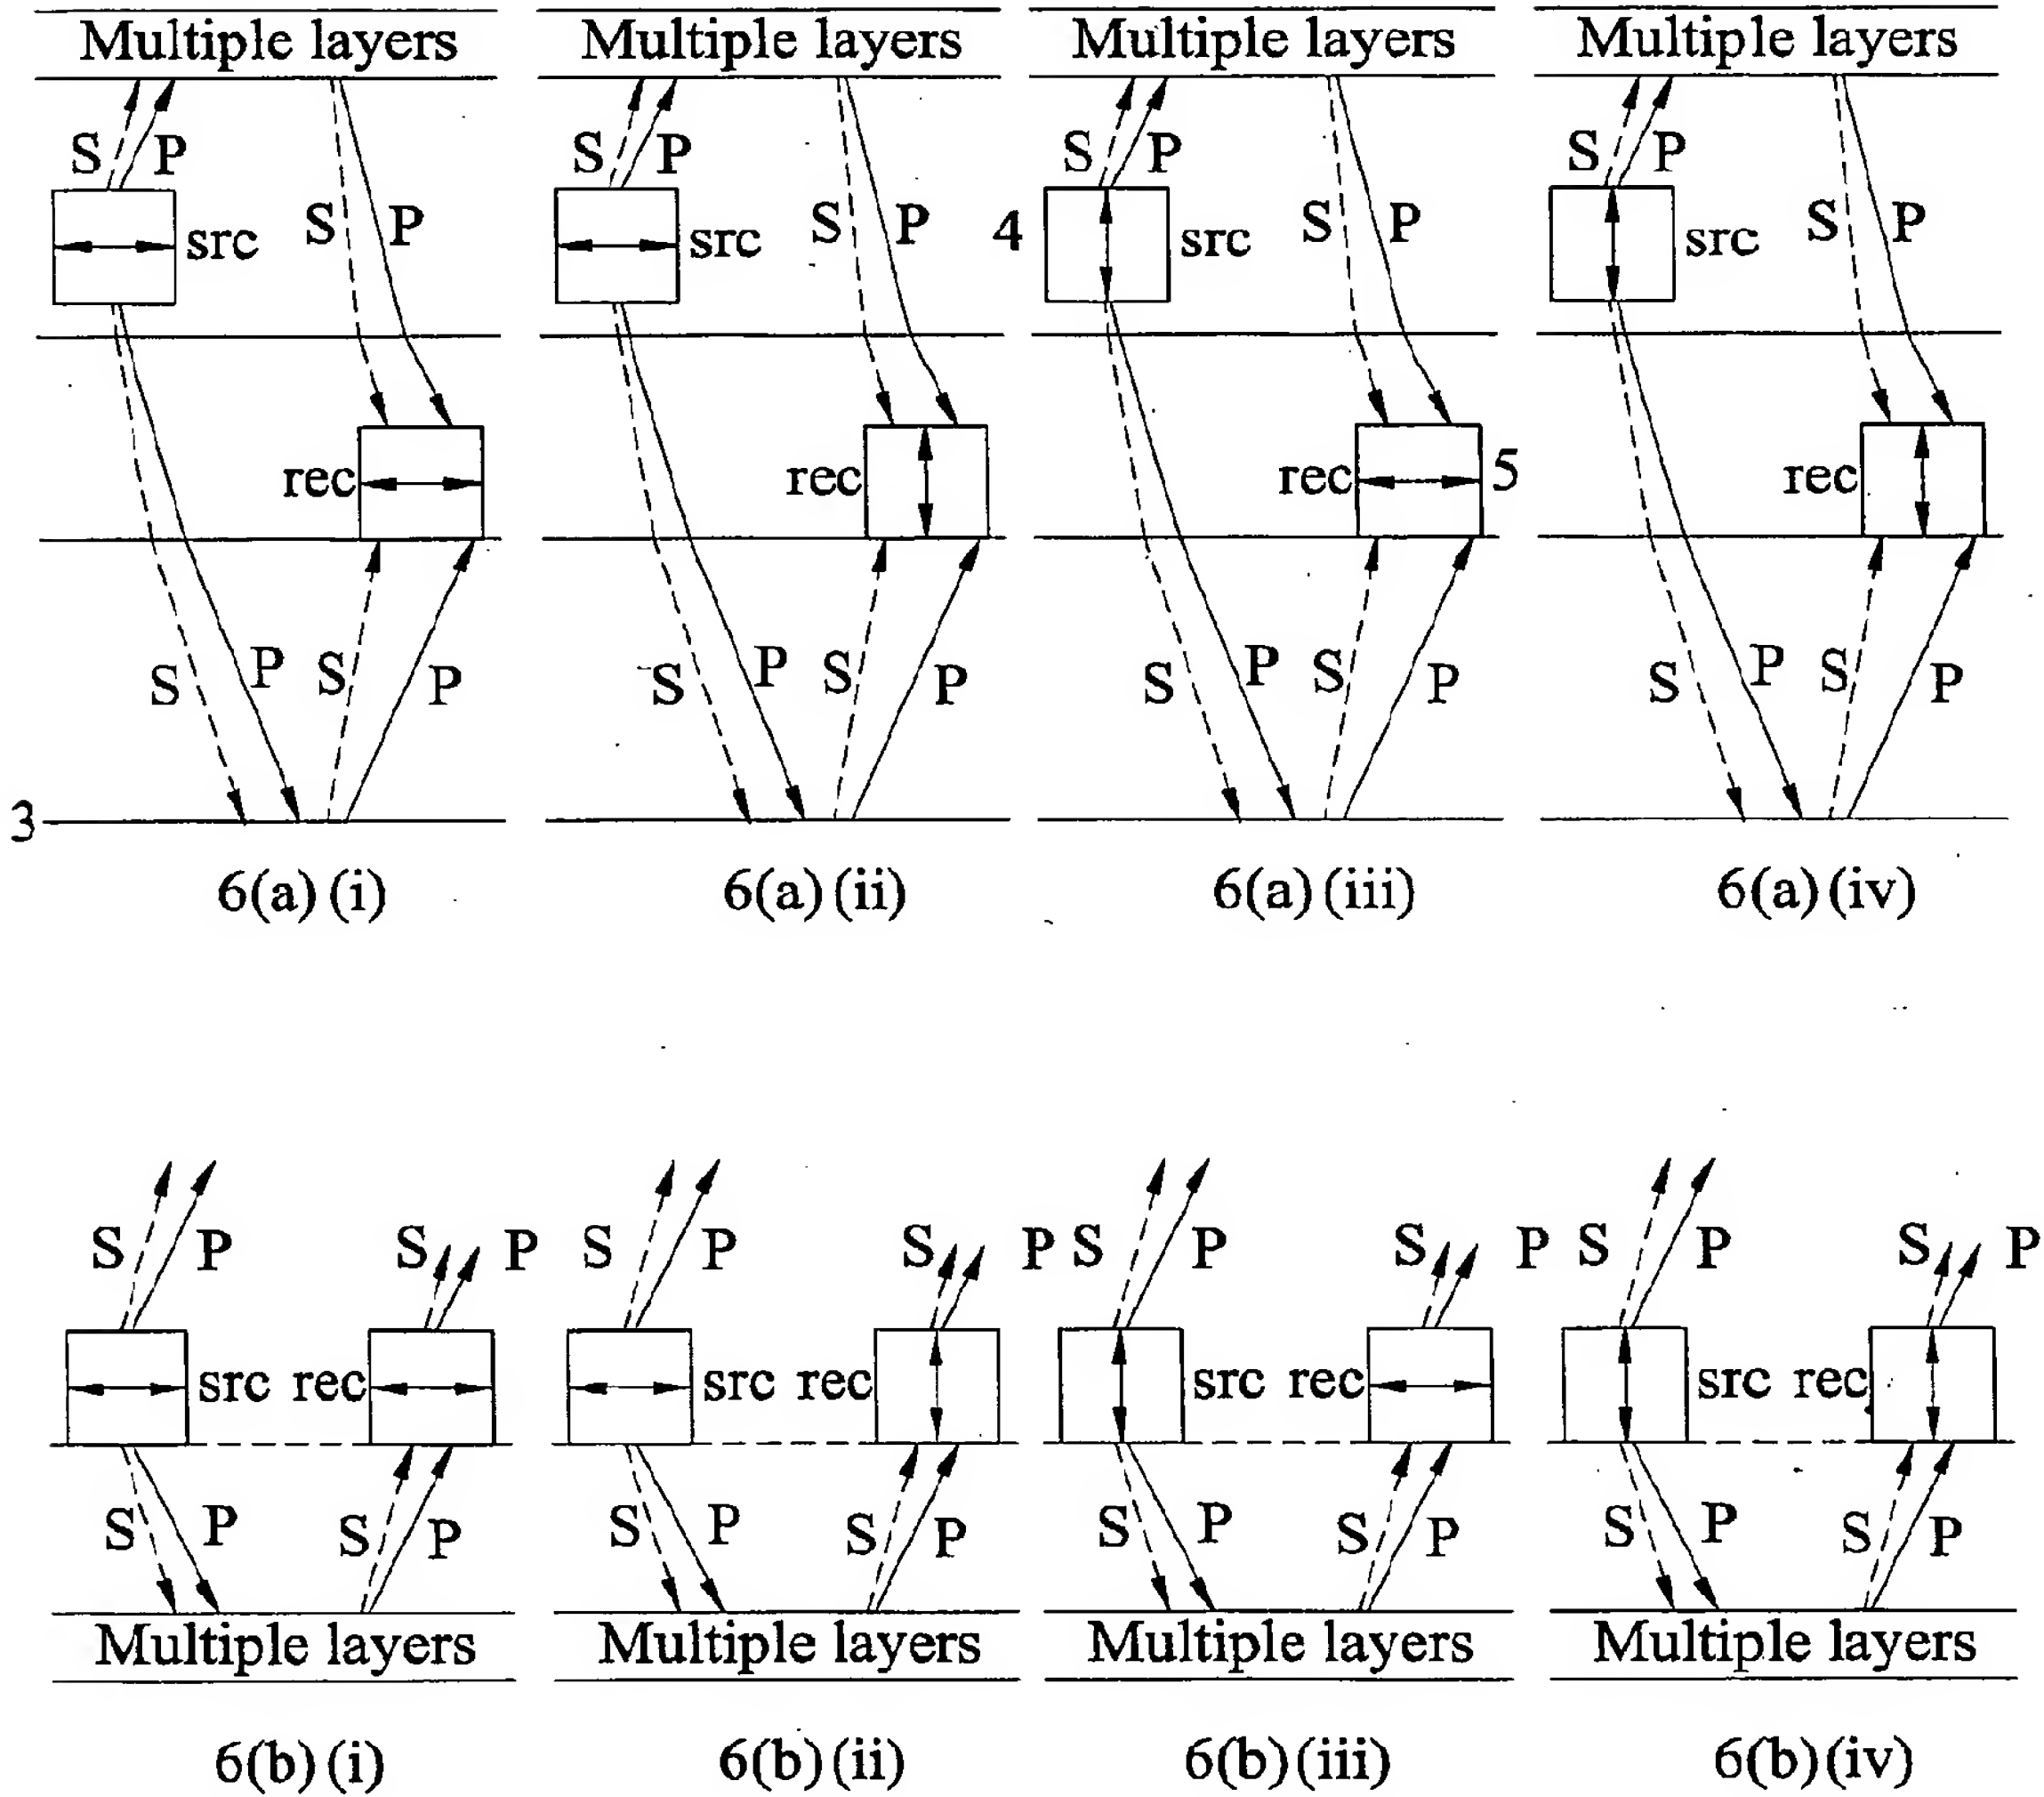 Multiple layers Multiple layers Multiple layers Multiple layers
S P S P S P S P
src S P src S P 4 src S P src S P
rec rec rec 5 rec
S P S P S P S P S P S P S P S P
3
6(a)(i) 6(a)(ii) 6(a)(iii) 6(a)(iv)
S P S P S P S P S P S P S P S P
src rec src rec src rec src rec
S P S P S P S P S P S P S P S P
Multiple layers Multiple layers Multiple layers Multiple layers
6(b)(i) 6(b)(ii) 6(b)(iii) 6(b)(iv)